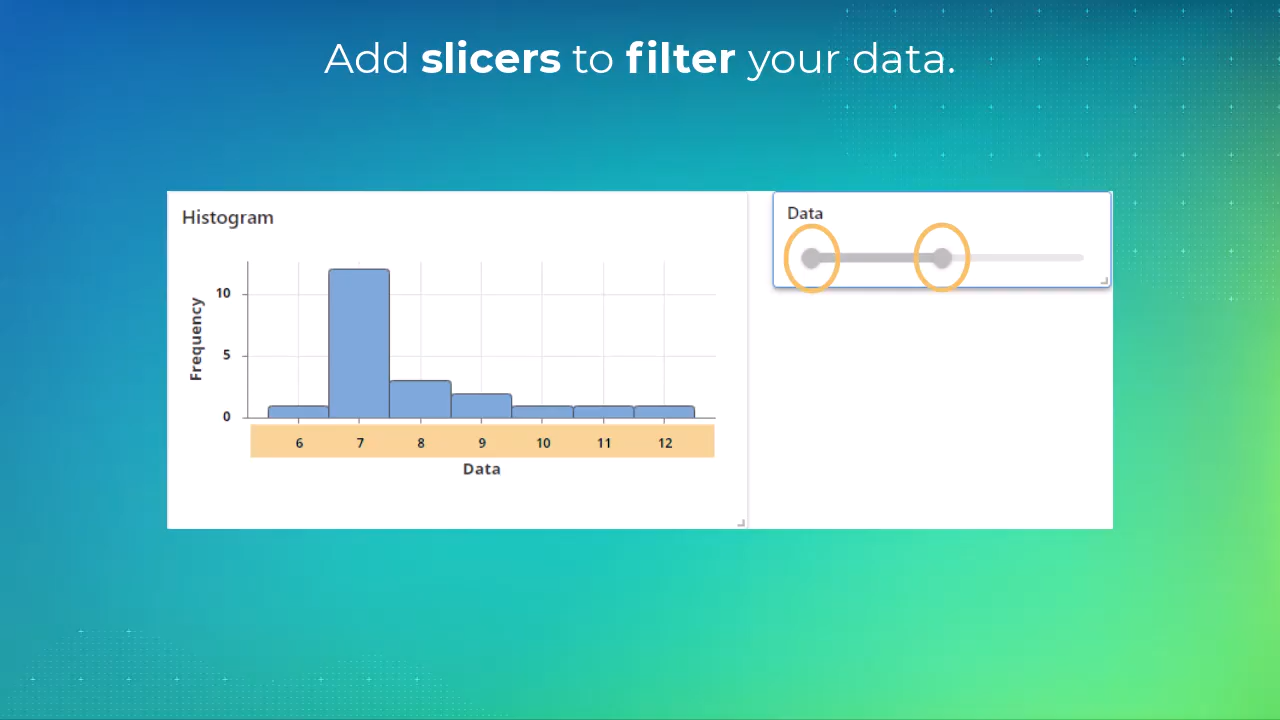 Add slicers to filter your data.
Histogram
Data
Frequency
10
5
0
6 7 8 9 10 11 12
Data